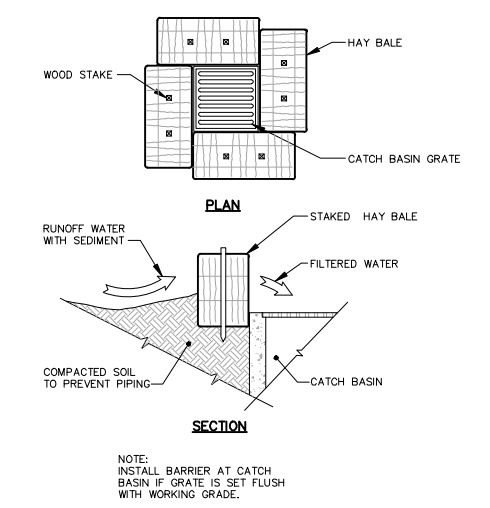 HAY BALE
WOOD STAKE
CATCH BASIN GRATE
PLAN
STAKED HAY BALE
RUNOFF WATER
WITH SEDIMENT
FILTERED WATER
COMPACTED SOIL
TO PREVENT PIPING
CATCH BASIN
SECTION
NOTE:
INSTALL BARRIER AT CATCH
BASIN IF GRATE IS SET FLUSH
WITH WORKING GRADE.